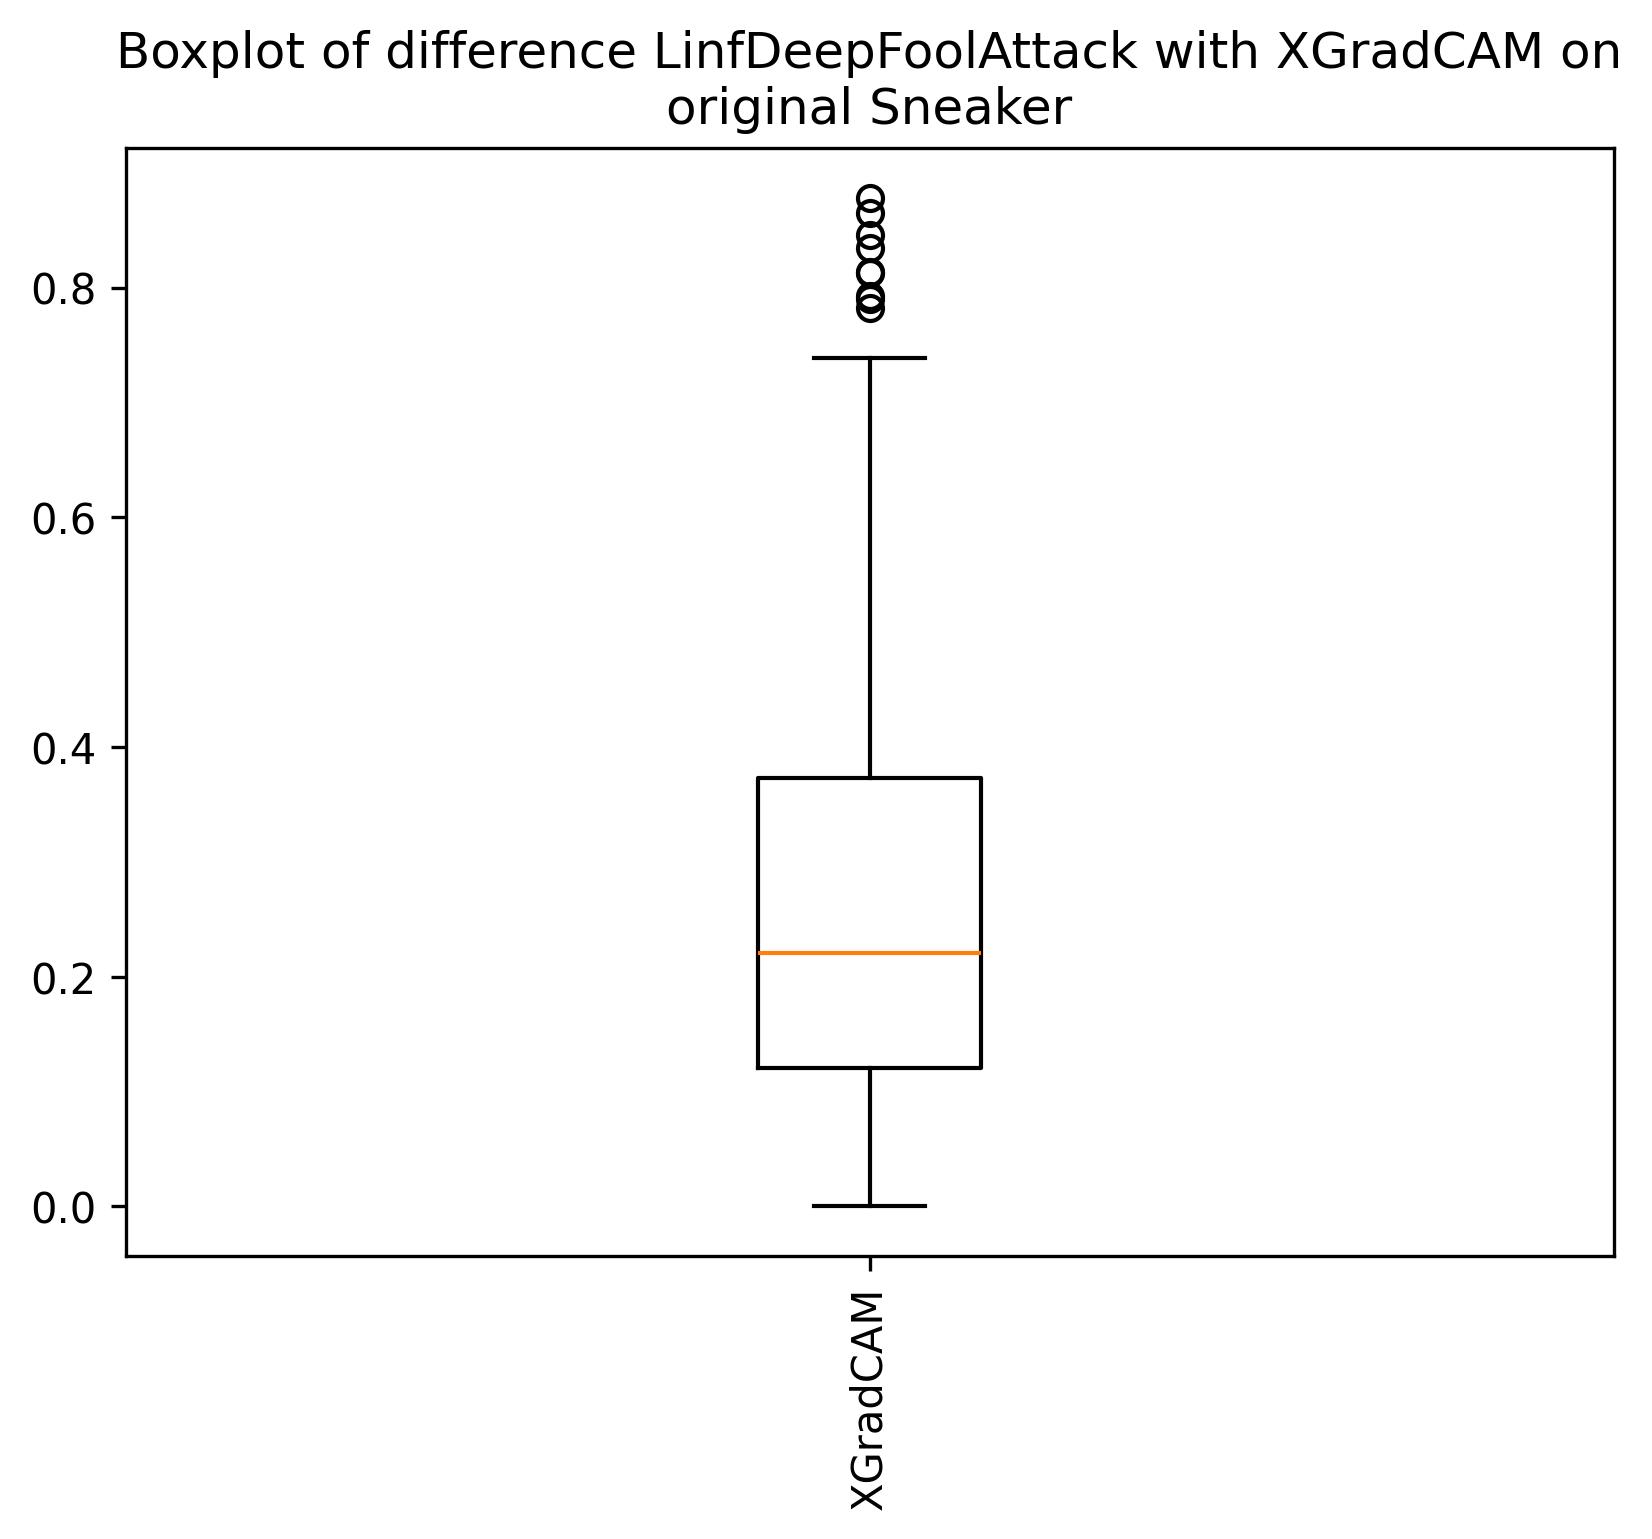 Boxplot of difference LinfDeepFoolAttack with XGradCAM on
original Sneaker
0.8
0.6
0.4
0.2
0.0
XGradCAM